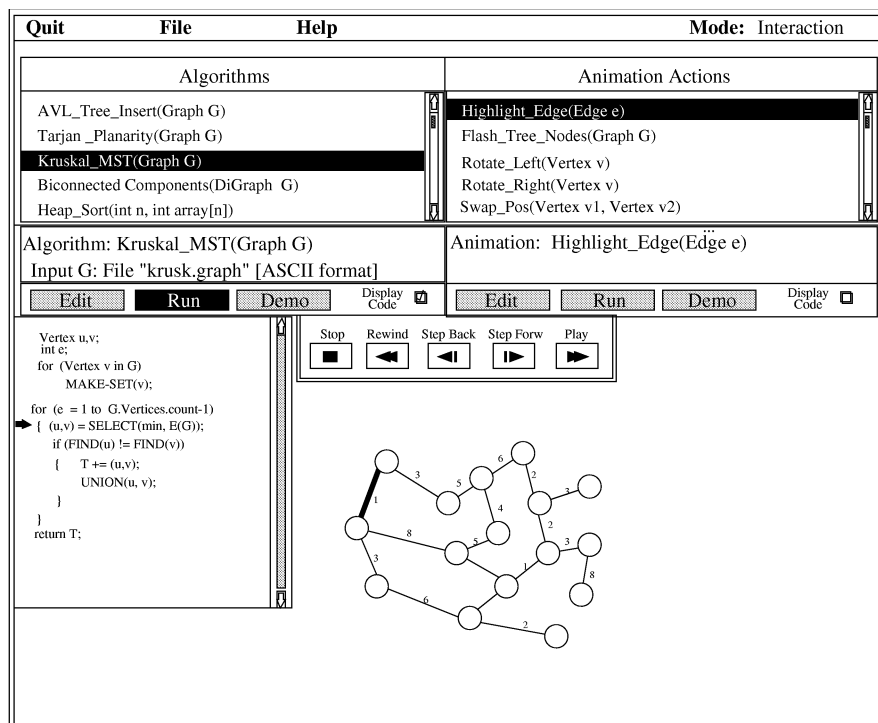 Quit File Help Mode: Interaction
Algorithms
AVL_Tree_Insert(Graph G)
Tarjan _Planarity(Graph G)
Kruskal_MST(Graph G)
Biconnected Components(DiGraph G)
Heap_Sort(int n, int array[n])
Animation Actions
Highlight_Edge(Edge e)
Flash_Tree_Nodes(Graph G)
Rotate_Left(Vertex v)
Rotate_Right(Vertex v)
Swap_Pos(Vertex v1, Vertex v2)
...
Algorithm: Kruskal_MST(Graph G)
Input G: File "krusk.graph" [ASCII format]
Edit Run Demo Display Code
Animation: Highlight_Edge(Edge e)
Edit Run Demo Display Code
Vertex u,v;
int e;
for (Vertex v in G)
MAKE-SET(v);
for (e = 1 to G.Vertices.count-1)
{ (u,v) = SELECT(min, E(G));
if (FIND(u) != FIND(v))
{ T += (u,v);
UNION(u, v);
}
}
return T;
Stop Rewind Step Back Step Forw Play
6
3 5 2 3
1 4
8 5 2 3
3 1 8
6
2